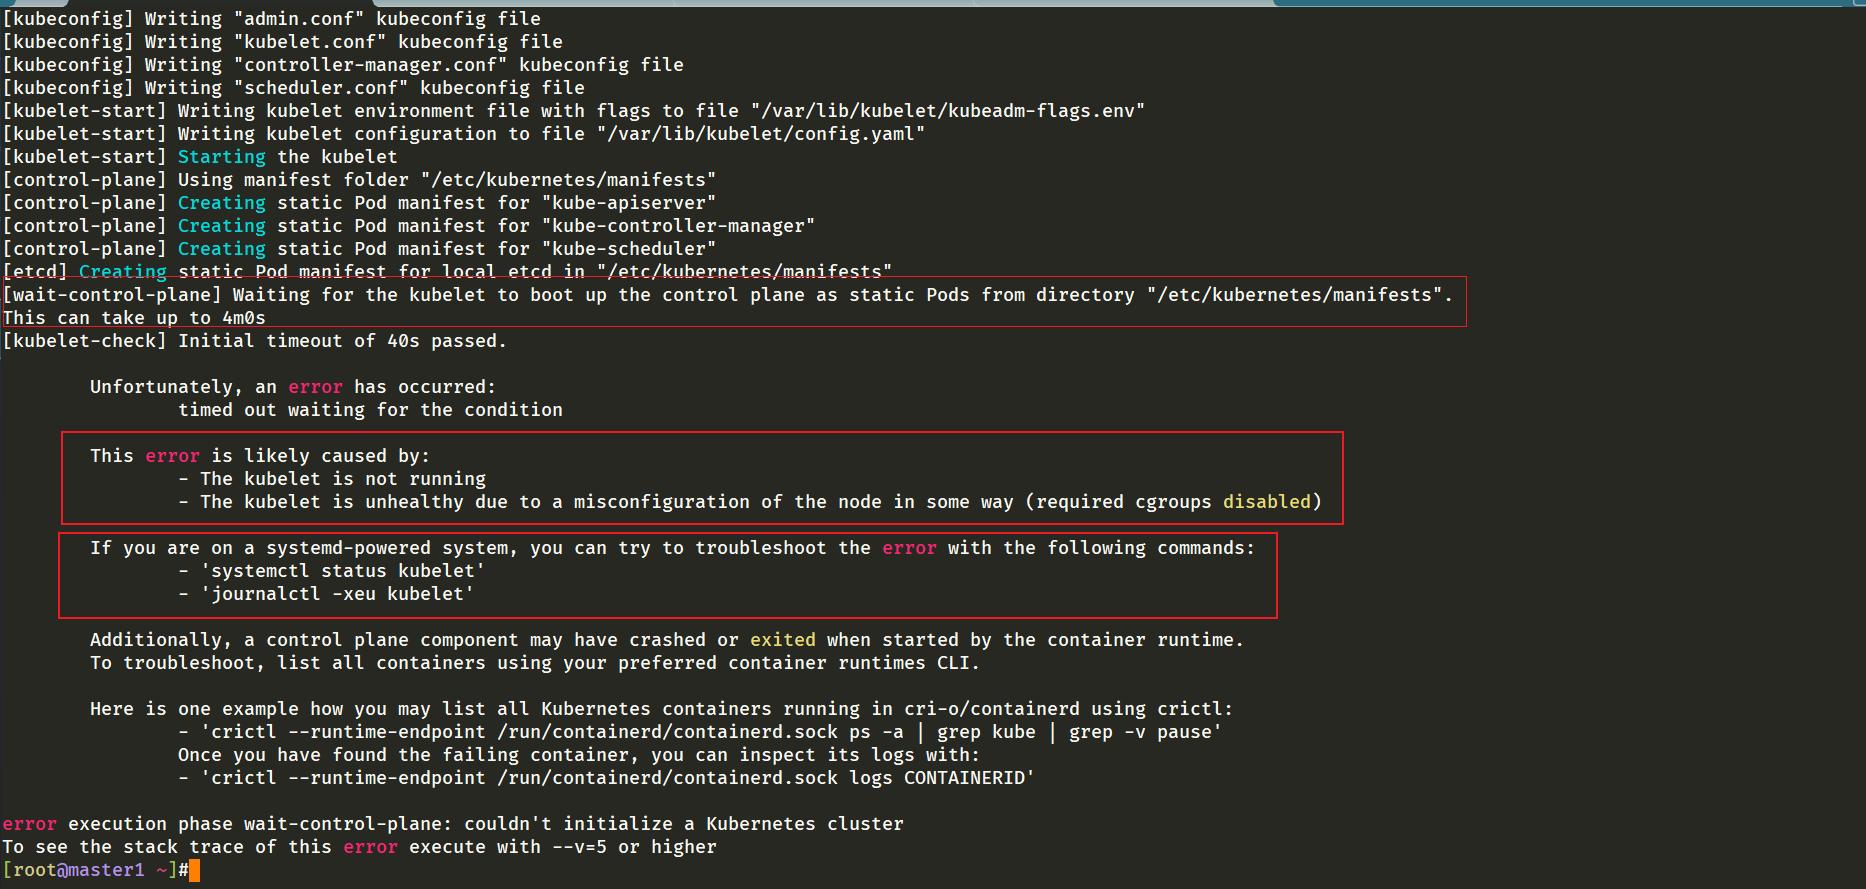 [kubeconfig] Writing "admin.conf" kubeconfig file
[kubeconfig] Writing "kubelet.conf" kubeconfig file
[kubeconfig] Writing "controller-manager.conf" kubeconfig file
[kubeconfig] Writing "scheduler.conf" kubeconfig file
[kubelet-start] Writing kubelet environment file with flags to file "/var/lib/kubelet/kubeadm-flags.env"
[kubelet-start] Writing kubelet configuration to file "/var/lib/kubelet/config.yaml"
[kubelet-start] Starting the kubelet
[control-plane] Using manifest folder "/etc/kubernetes/manifests"
[control-plane] Creating static Pod manifest for "kube-apiserver"
[control-plane] Creating static Pod manifest for "kube-controller-manager"
[control-plane] Creating static Pod manifest for "kube-scheduler"
[etcd] Creating static Pod manifest for local etcd in "/etc/kubernetes/manifests"
[wait-control-plane] Waiting for the kubelet to boot up the control plane as static Pods from directory "/etc/kubernetes/manifests".
This can take up to 4m0s
[kubelet-check] Initial timeout of 40s passed.
Unfortunately, an error has occurred:
timed out waiting for the condition
This error is likely caused by:
- The kubelet is not running
- The kubelet is unhealthy due to a misconfiguration of the node in some way (required cgroups disabled)
If you are on a systemd-powered system, you can try to troubleshoot the error with the following commands:
- 'systemctl status kubelet'
- 'journalctl -xeu kubelet'
Additionally, a control plane component may have crashed or exited when started by the container runtime.
To troubleshoot, list all containers using your preferred container runtimes CLI.
Here is one example how you may list all Kubernetes containers running in cri-o/containerd using crictl:
- 'crictl --runtime-endpoint /run/containerd/containerd.sock ps -a | grep kube | grep -v pause'
Once you have found the failing container, you can inspect its logs with:
- 'crictl --runtime-endpoint /run/containerd/containerd.sock logs CONTAINERID'
error execution phase wait-control-plane: couldn't initialize a Kubernetes cluster
To see the stack trace of this error execute with --v=5 or higher
[root@master1 ~]#